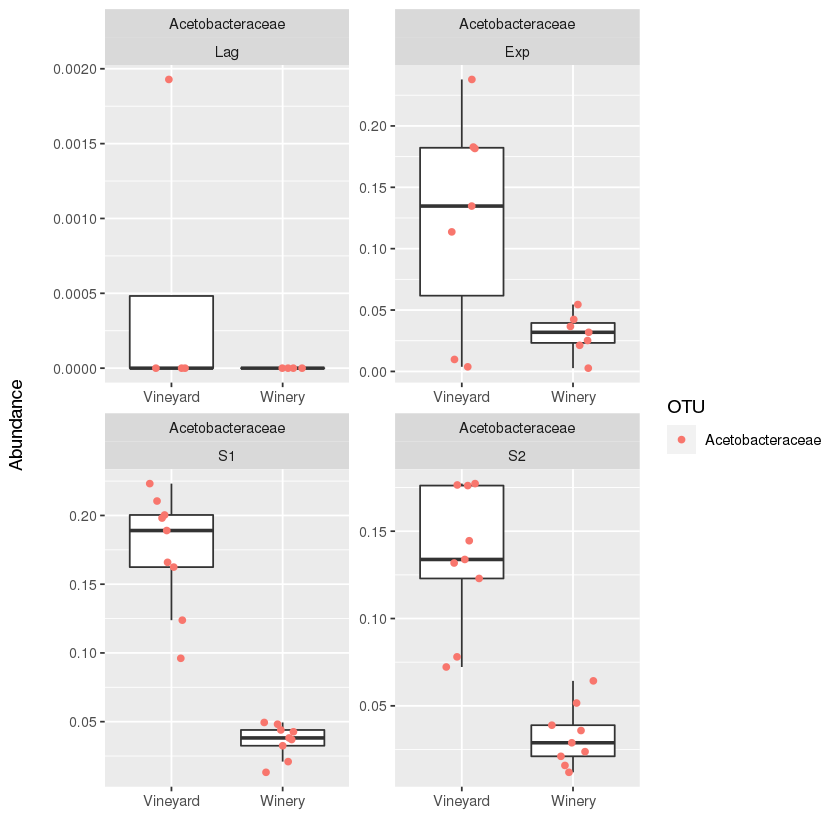 Acetobacteraceae
Lag
0.0020
0.0015
0.0010
0.0005
0.0000
Vineyard Winery
Acetobacteraceae
Exp
0.20
0.15
0.10
0.05
0.00
Vineyard Winery
Abundance
Acetobacteraceae
S1
0.20
0.15
0.10
0.05
Vineyard Winery
Acetobacteraceae
S2
0.15
0.10
0.05
Vineyard Winery
OTU
Acetobacteraceae